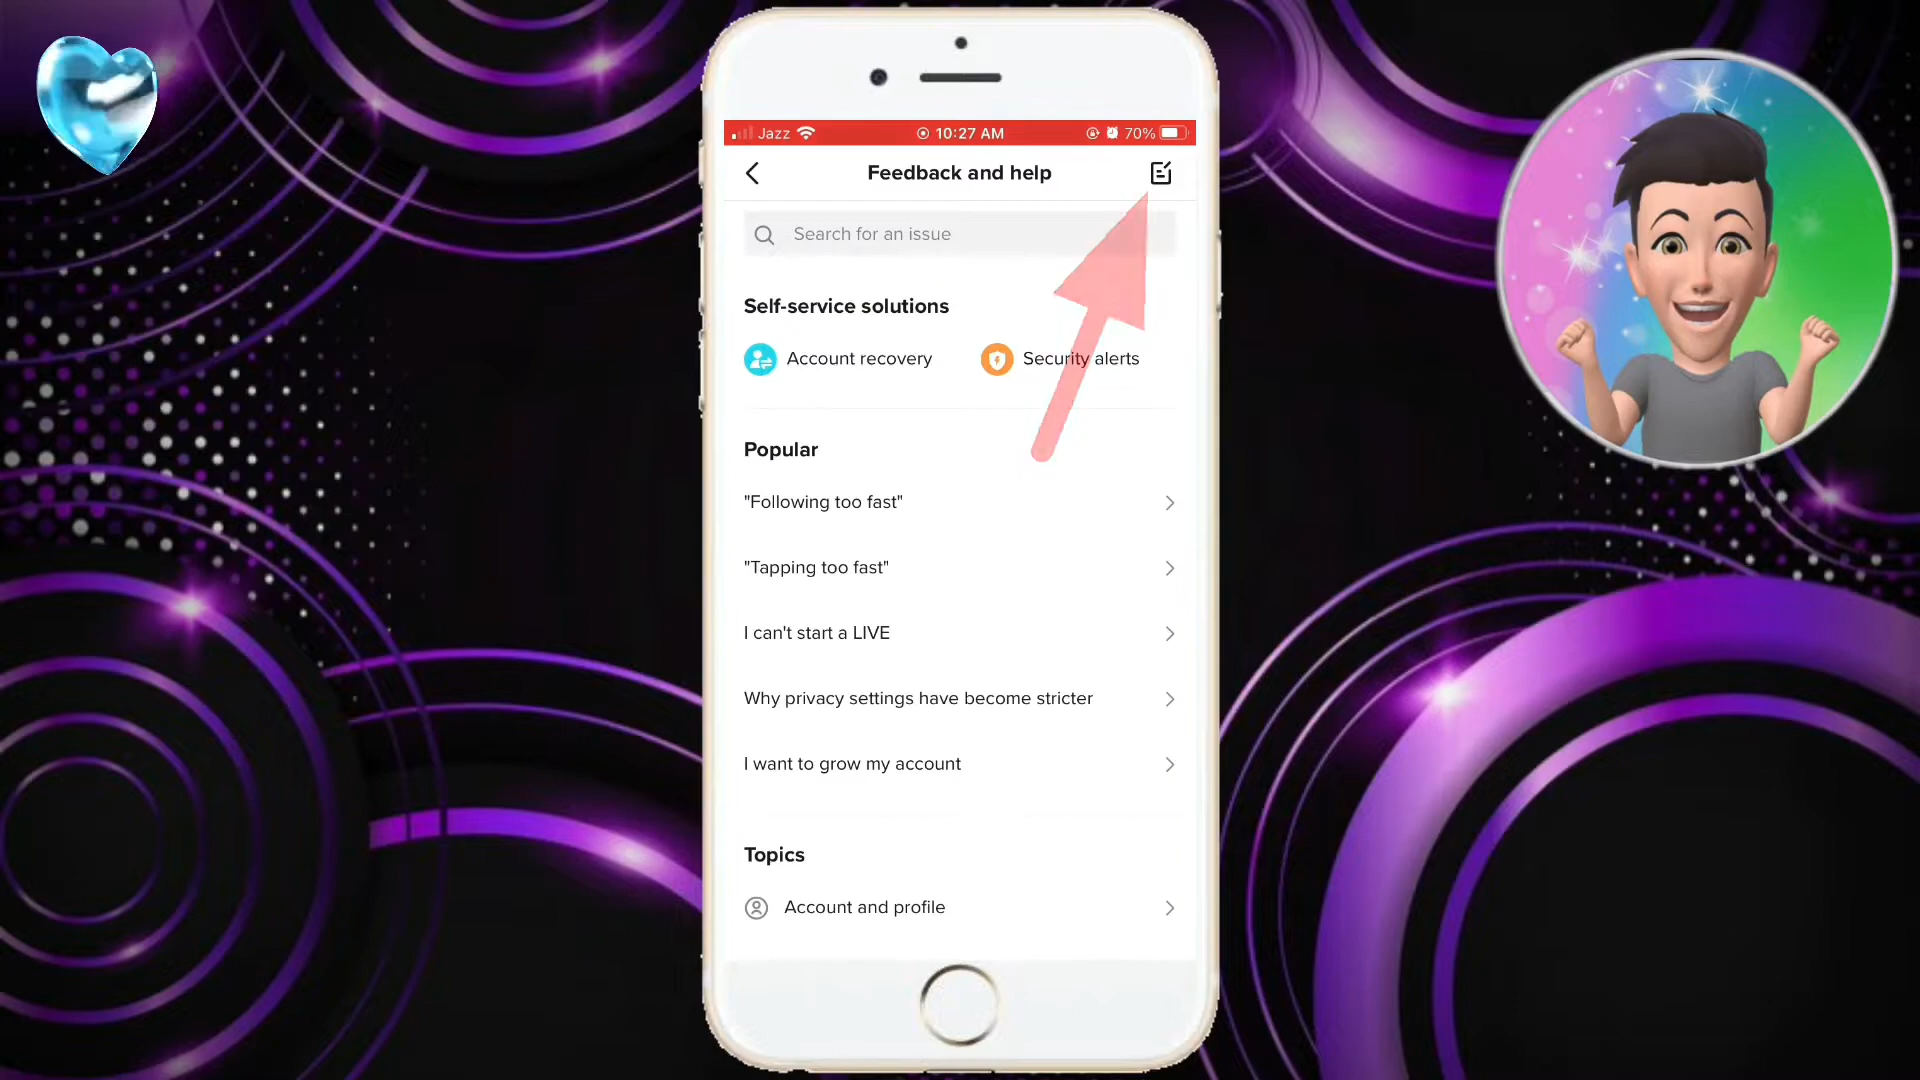 Jazz 10:27 AM 70%
Feedback and help
Search for an issue
Self-service solutions
Account recovery Security alerts
Popular
"Following too fast"
"Tapping too fast"
I can't start a LIVE
Why privacy settings have become stricter
I want to grow my account
Topics
Account and profile